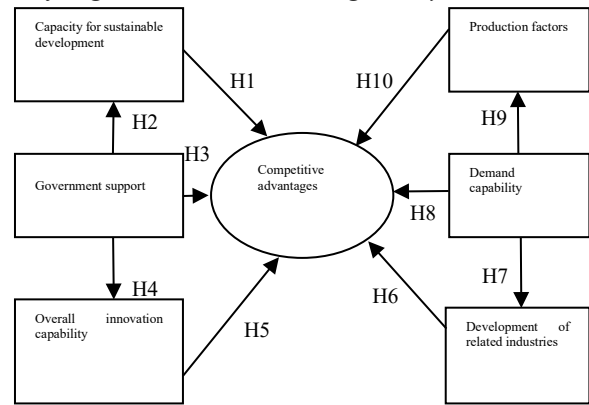 Capacity for sustainable
development
Production factors
H1
H10
H2
H9
H3
Government support
Competitive
advantages
Demand
capability
H8
H4
H7
Overall innovation
capability
H5
H6
Development of
related industries